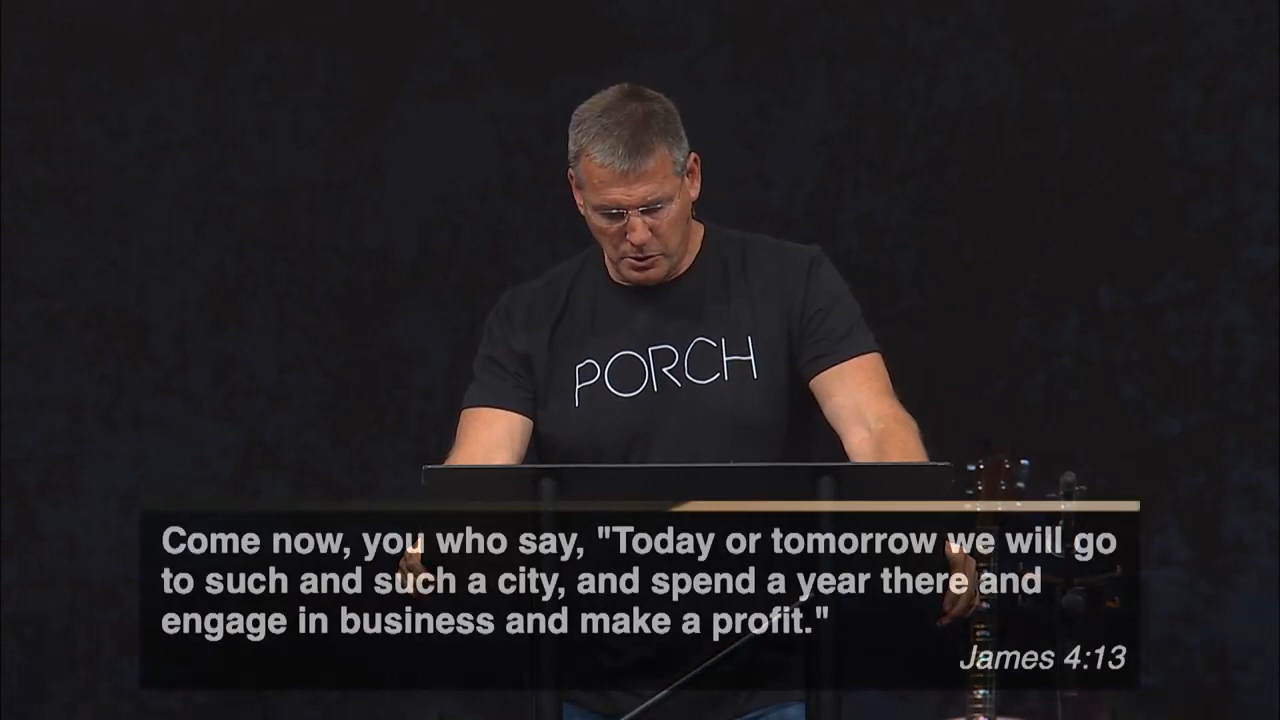 PORCH
Come now, you who say, "Today or tomorrow we will go
to such and such a city, and spend a year there and
engage in business and make a profit."
James 4:13